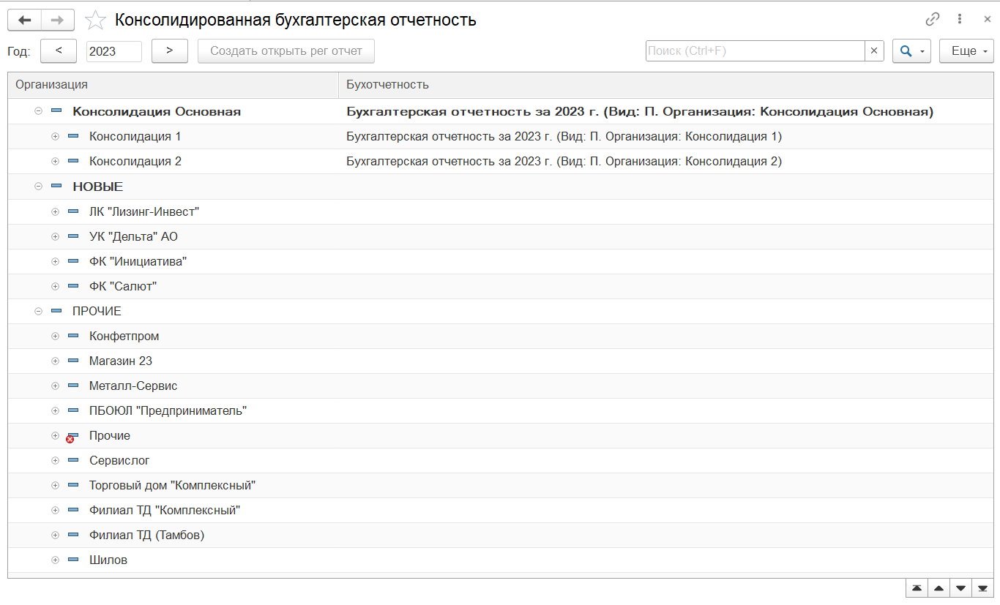 Консолидированная бухгалтерская отчетность
Год: < 2023 > Создать открыть рег отчет Поиск (Ctrl+F) × Еще
Организация Бухотчетность
Консолидация Основная Бухгалтерская отчетность за 2023 г. (Вид: П. Организация: Консолидация Основная)
Консолидация 1 Бухгалтерская отчетность за 2023 г. (Вид: П. Организация: Консолидация 1)
Консолидация 2 Бухгалтерская отчетность за 2023 г. (Вид: П. Организация: Консолидация 2)
НОВЫЕ
ЛК "Лизинг-Инвест"
УК "Дельта" АО
ФК "Инициатива"
ФК "Салют"
ПРОЧИЕ
Конфетпром
Магазин 23
Металл-Сервис
ПБОЮЛ "Предприниматель"
Прочие
Сервислог
Торговый дом "Комплексный"
Филиал ТД "Комплексный"
Филиал ТД (Тамбов)
Шилов